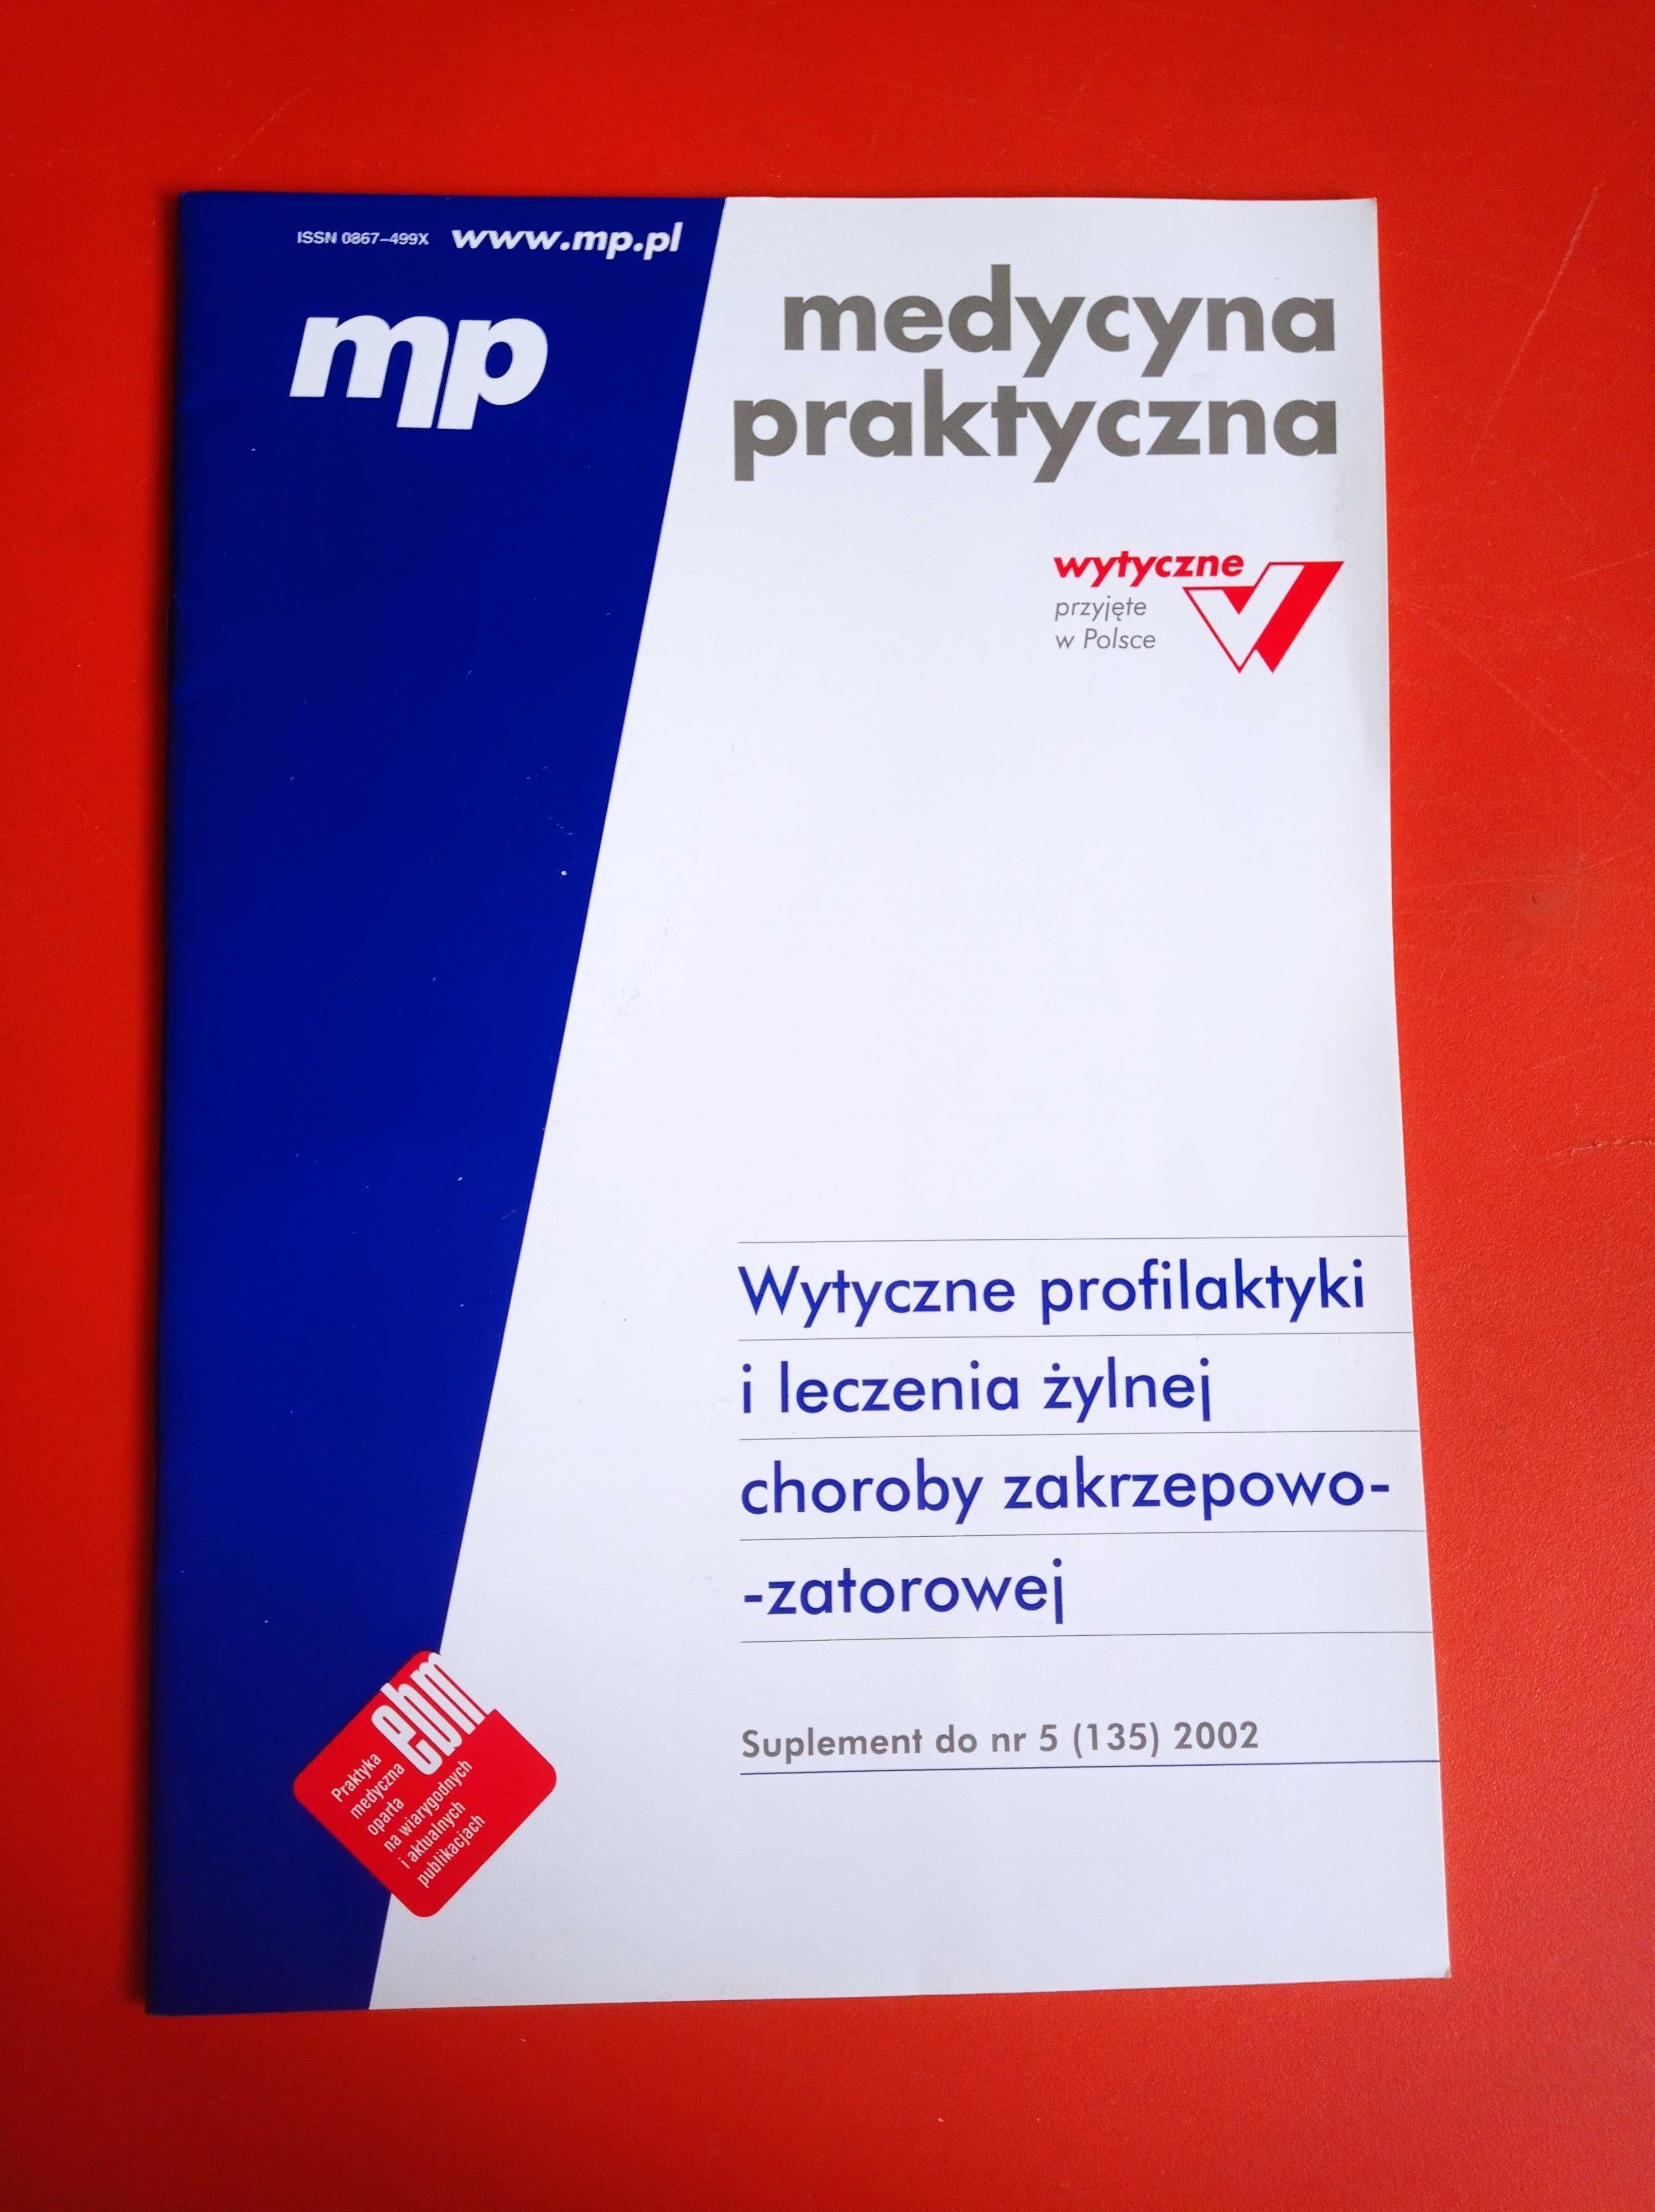 ISSN 0867–499X www.mp.pl
mp
medycyna
praktyczna
wytyczne
przyjęte
w Polsce
Wytyczne profilaktyki
i leczenia żylnej
choroby zakrzepowo-
-zatorowej
Suplement do nr 5 (135) 2002
ebm
Praktyka
medyczna
oparta
na wiarygodnych
i aktualnych
publikacjach